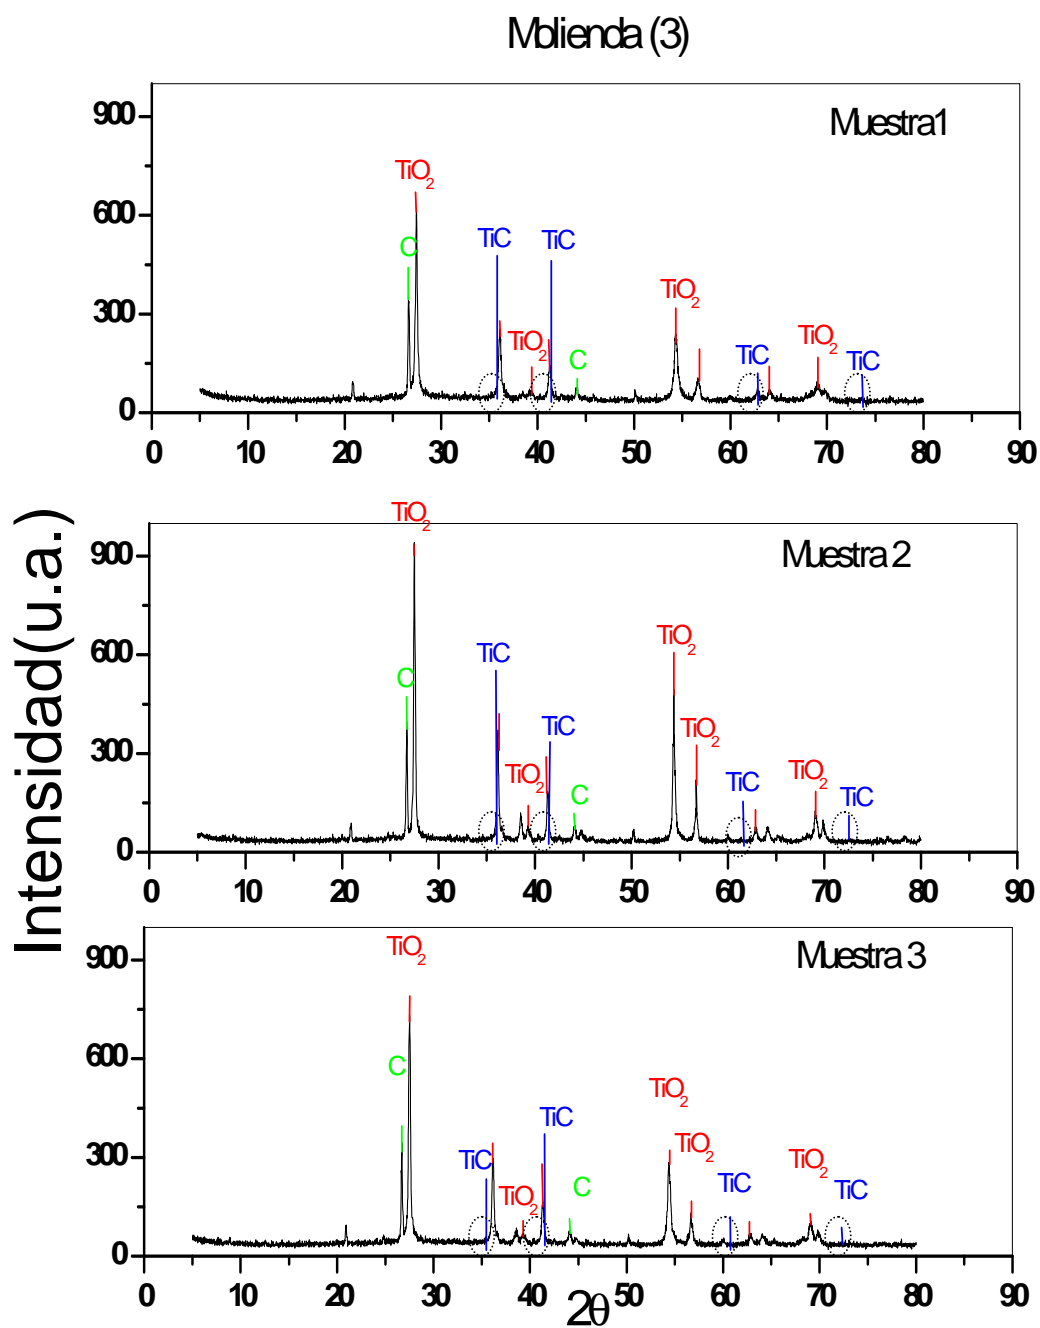 Molienda (3)
Intensidad(u.a.)
Muestra1
900
600
300
0
TiO2
C
TiC
TiC
TiO2
C
TiO2
TiC
TiO2
TiC
0 10 20 30 40 50 60 70 80 90
TiO2
Muestra 2
900
600
300
0
C
TiC
TiC
TiO2
C
TiO2
TiO2
TiC
TiO2
TiC
0 10 20 30 40 50 60 70 80 90
TiO2
Muestra 3
900
600
300
0
C
TiC
TiO2
TiC
C
TiO2
TiO2
TiC
TiO2
TiC
0 10 20 30 40 50 60 70 80 90
2θ